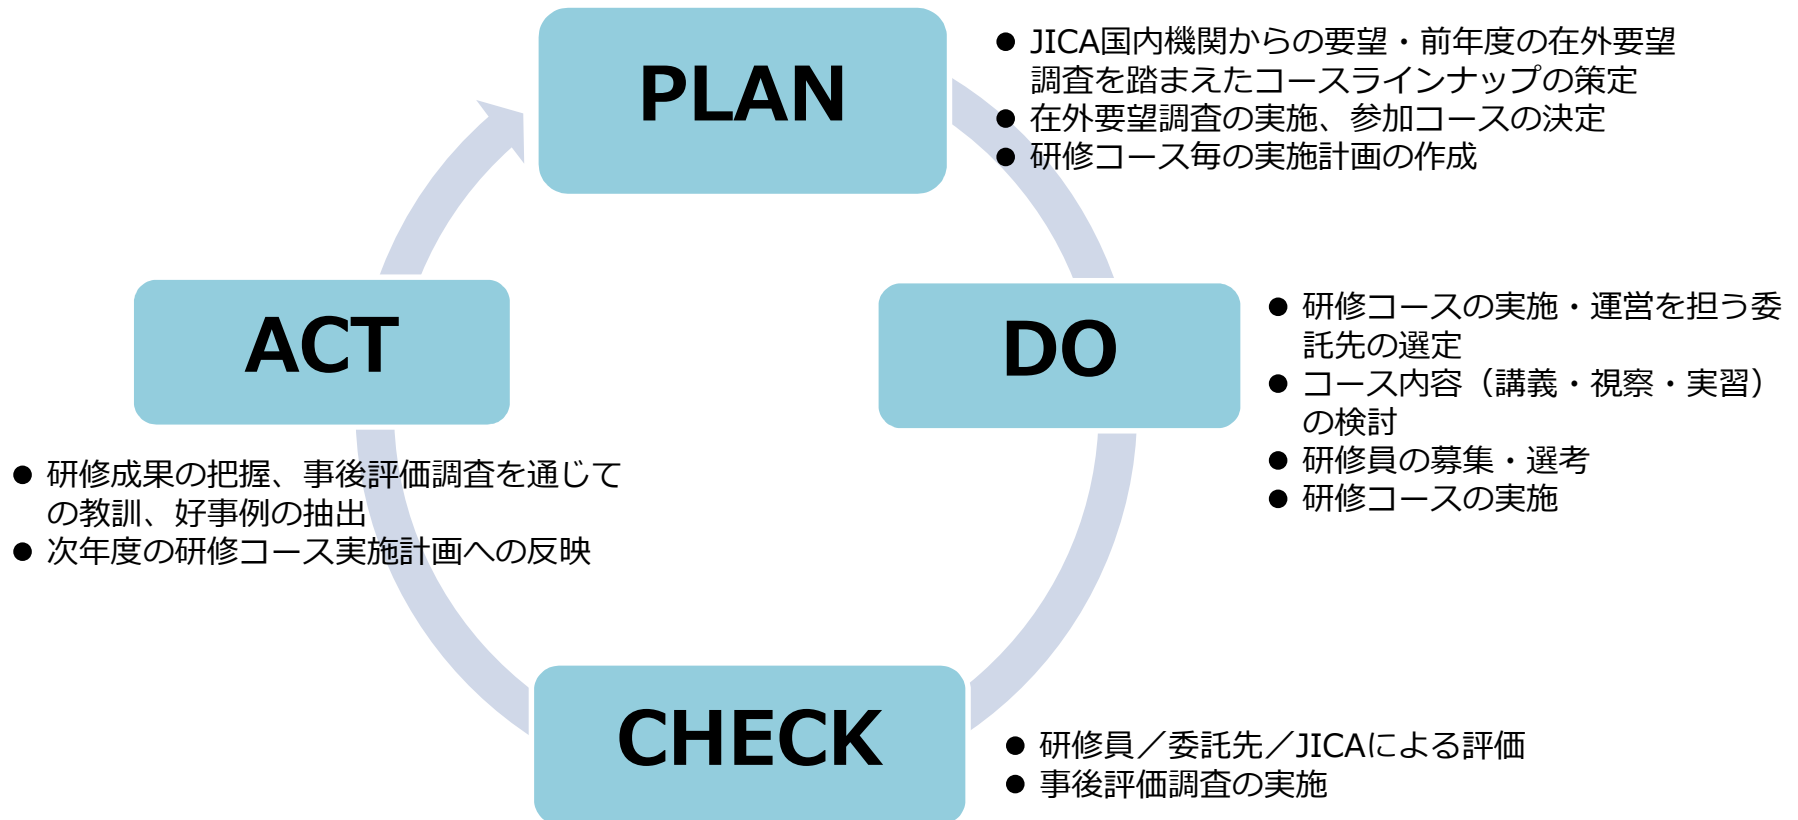 PLAN
● JICA国内機関からの要望・前年度の在外要望
調査を踏まえたコースラインナップの策定
● 在外要望調査の実施、参加コースの決定
● 研修コース毎の実施計画の作成
DO
● 研修コースの実施・運営を担う委
託先の選定
● コース内容（講義・視察・実習）
の検討
● 研修員の募集・選考
● 研修コースの実施
CHECK
● 研修員／委託先／JICAによる評価
● 事後評価調査の実施
ACT
● 研修成果の把握、事後評価調査を通じて
の教訓、好事例の抽出
● 次年度の研修コース実施計画への反映